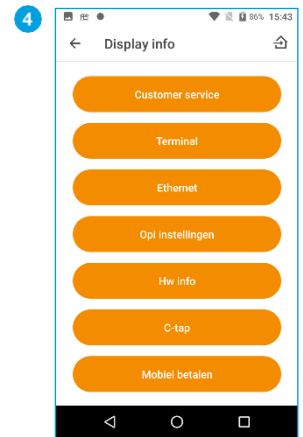 4
86% 15:43
Display info
Customer service
Terminal
Ethernet
Opi instellingen
Hw info
C-tap
Mobiel betalen